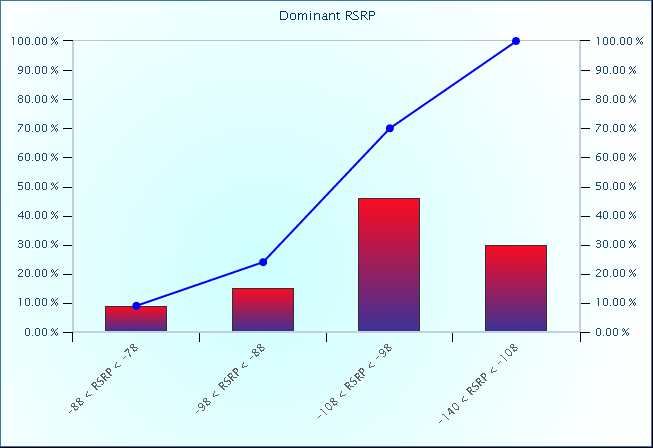 Dominant RSRP
100.00 % 100.00 %
90.00 % 90.00 %
80.00 % 80.00 %
70.00 % 70.00 %
60.00 % 60.00 %
50.00 % 50.00 %
40.00 % 40.00 %
30.00 % 30.00 %
20.00 % 20.00 %
10.00 % 10.00 %
0.00 % 0.00 %
-88 < RSRP < -78
-98 < RSRP < -88
-108 < RSRP < -98
-140 < RSRP < -108